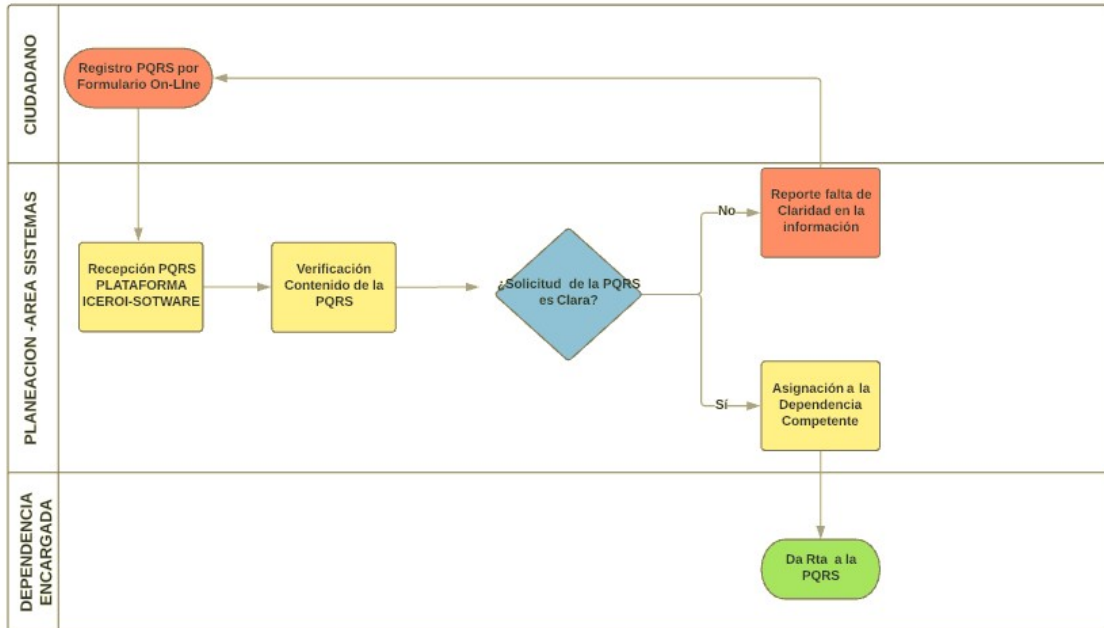 CIUDADANO
Registro PQRS por
Formulario On-LIne
PLANEACION -AREA SISTEMAS
Recepción PQRS
PLATAFORMA
ICEROI-SOTWARE
Verificación
Contenido de la
PQRS
¿Solicitud de la PQRS
es Clara?
No
Reporte falta de
Claridad en la
información
Sí
Asignación a la
Dependencia
Competente
DEPENDENCIA
ENCARGADA
Da Rta a la
PQRS